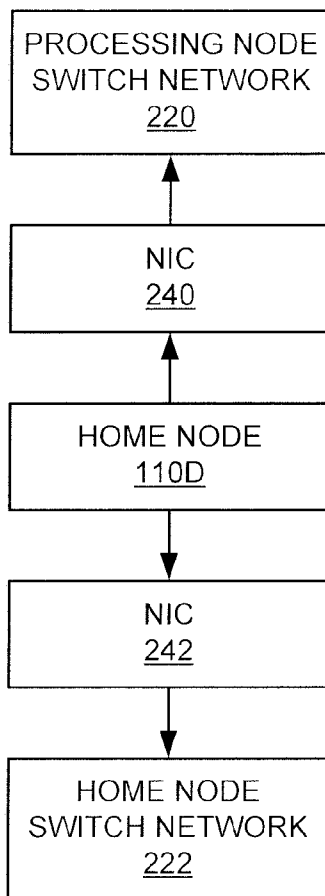 PROCESSING NODE
SWITCH NETWORK
220
NIC
240
HOME NODE
110D
NIC
242
HOME NODE
SWITCH NETWORK
222